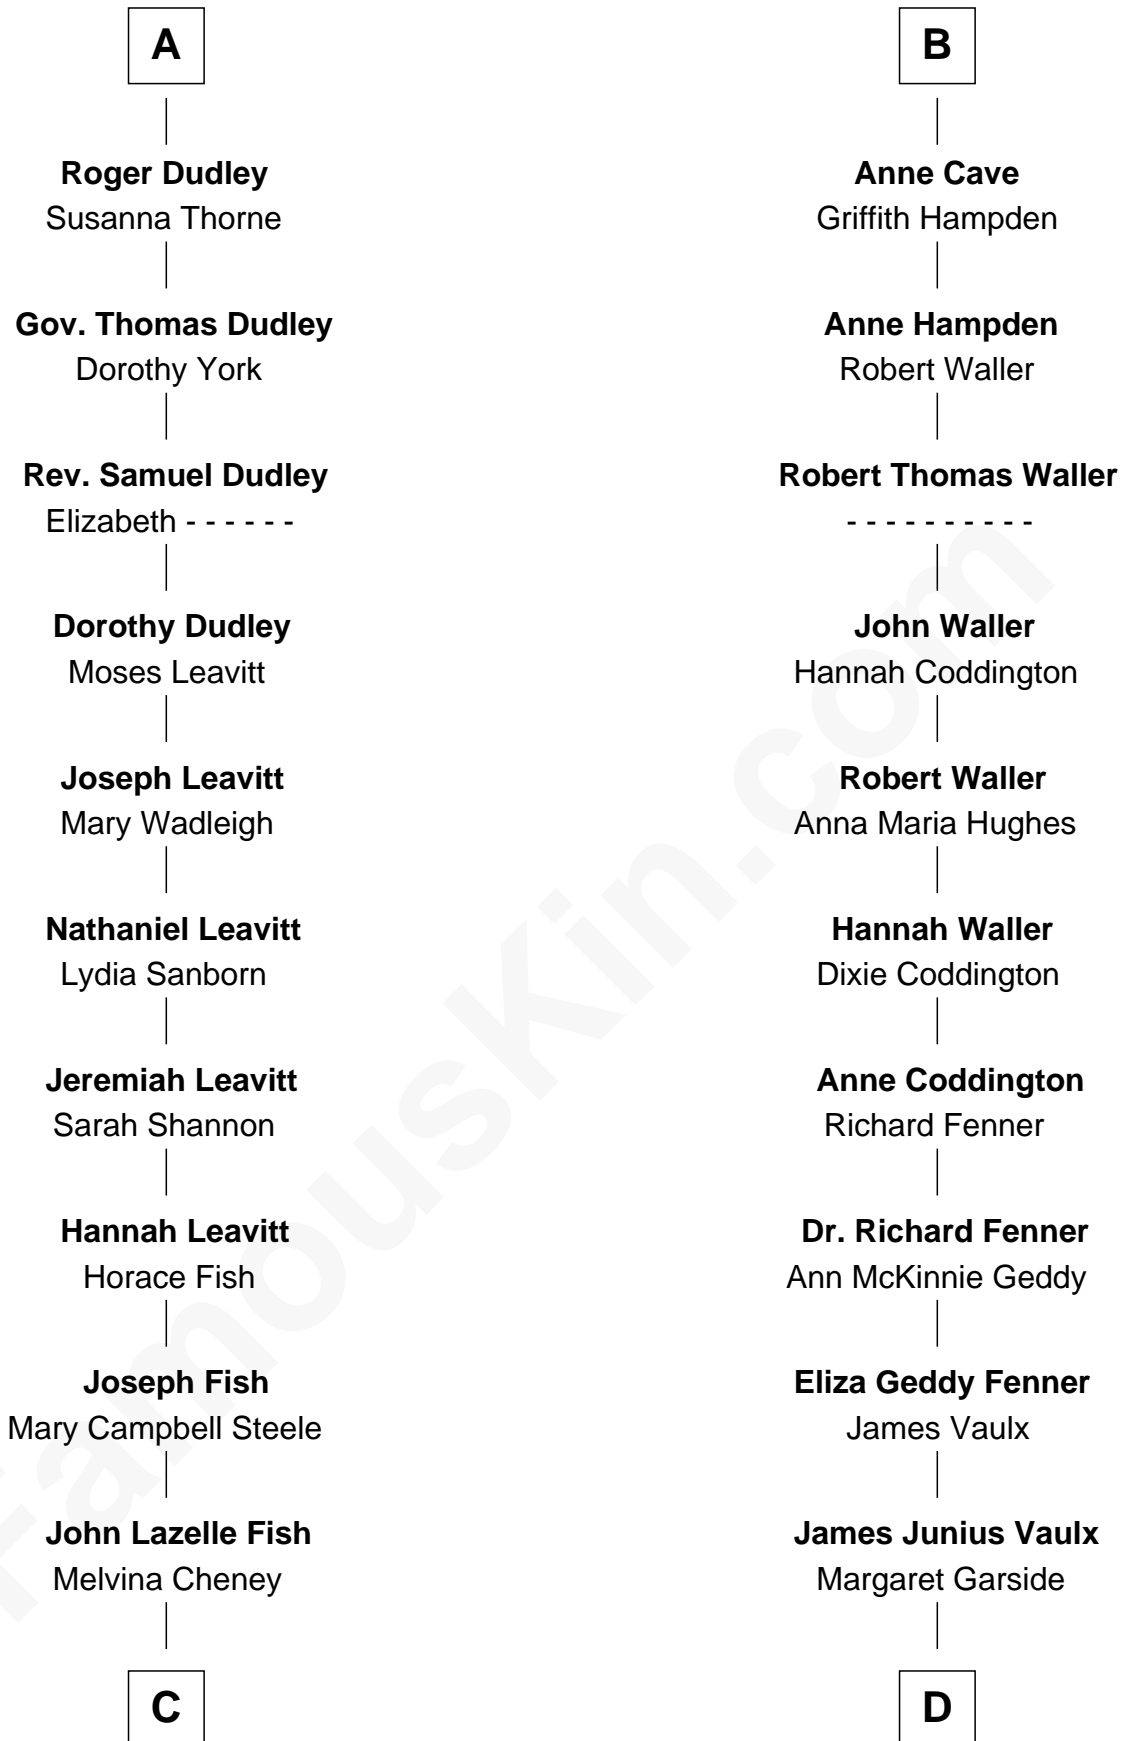 A
Roger Dudley
Susanna Thorne
Gov. Thomas Dudley
Dorothy York
Rev. Samuel Dudley
Elizabeth - - - - - -
Dorothy Dudley
Moses Leavitt
Joseph Leavitt
Mary Wadleigh
Nathaniel Leavitt
Lydia Sanborn
Jeremiah Leavitt
Sarah Shannon
Hannah Leavitt
Horace Fish
Joseph Fish
Mary Campbell Steele
John Lazelle Fish
Melvina Cheney
C
B
Anne Cave
Griffith Hampden
Anne Hampden
Robert Waller
Robert Thomas Waller
- - - - - - - - - -
John Waller
Hannah Coddington
Robert Waller
Anna Maria Hughes
Hannah Waller
Dixie Coddington
Anne Coddington
Richard Fenner
Dr. Richard Fenner
Ann McKinnie Geddy
Eliza Geddy Fenner
James Vaulx
James Junius Vaulx
Margaret Garside
D
FamousKin.com